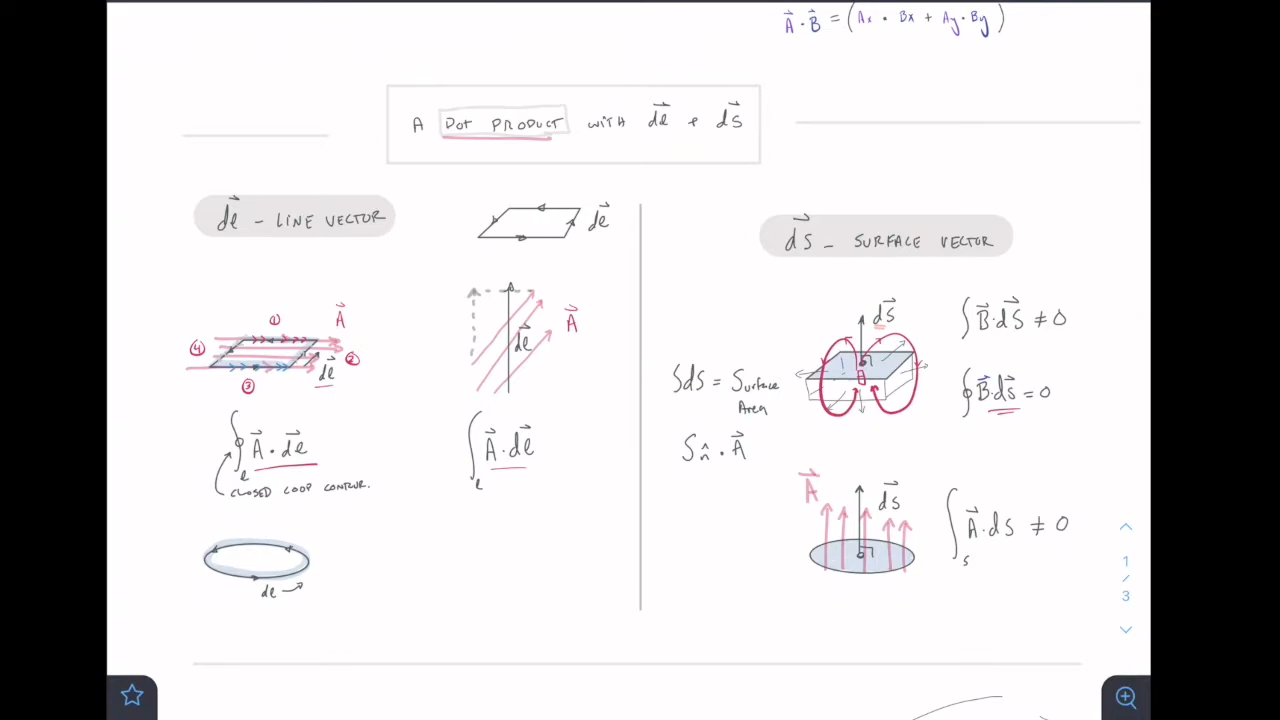 A⃗ · B⃗ = (Ax • Bx + Ay • By)
A DOT PRODUCT WITH dl⃗ & dS⃗
dl⃗ - LINE VECTOR
dl⃗
① A⃗
④ ②
③ dl⃗
∮l A⃗ · dl⃗
CLOSED LOOP CONTOUR.
dl
A⃗
dl⃗
∫l A⃗ · dl⃗
dS⃗ - SURFACE VECTOR
dS⃗
∫ B⃗ · dS⃗ ≠ 0
∫dS = Surface
Area
∮ B⃗ · ds⃗ = 0
S n̂ · A⃗
A⃗ dS⃗
∫s A⃗ · dS ≠ 0
1
/
3